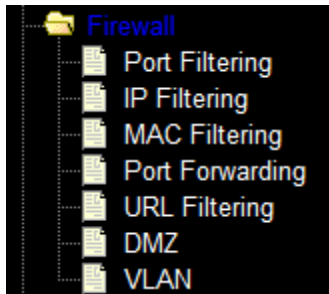 Firewall
Port Filtering
IP Filtering
MAC Filtering
Port Forwarding
URL Filtering
DMZ
VLAN